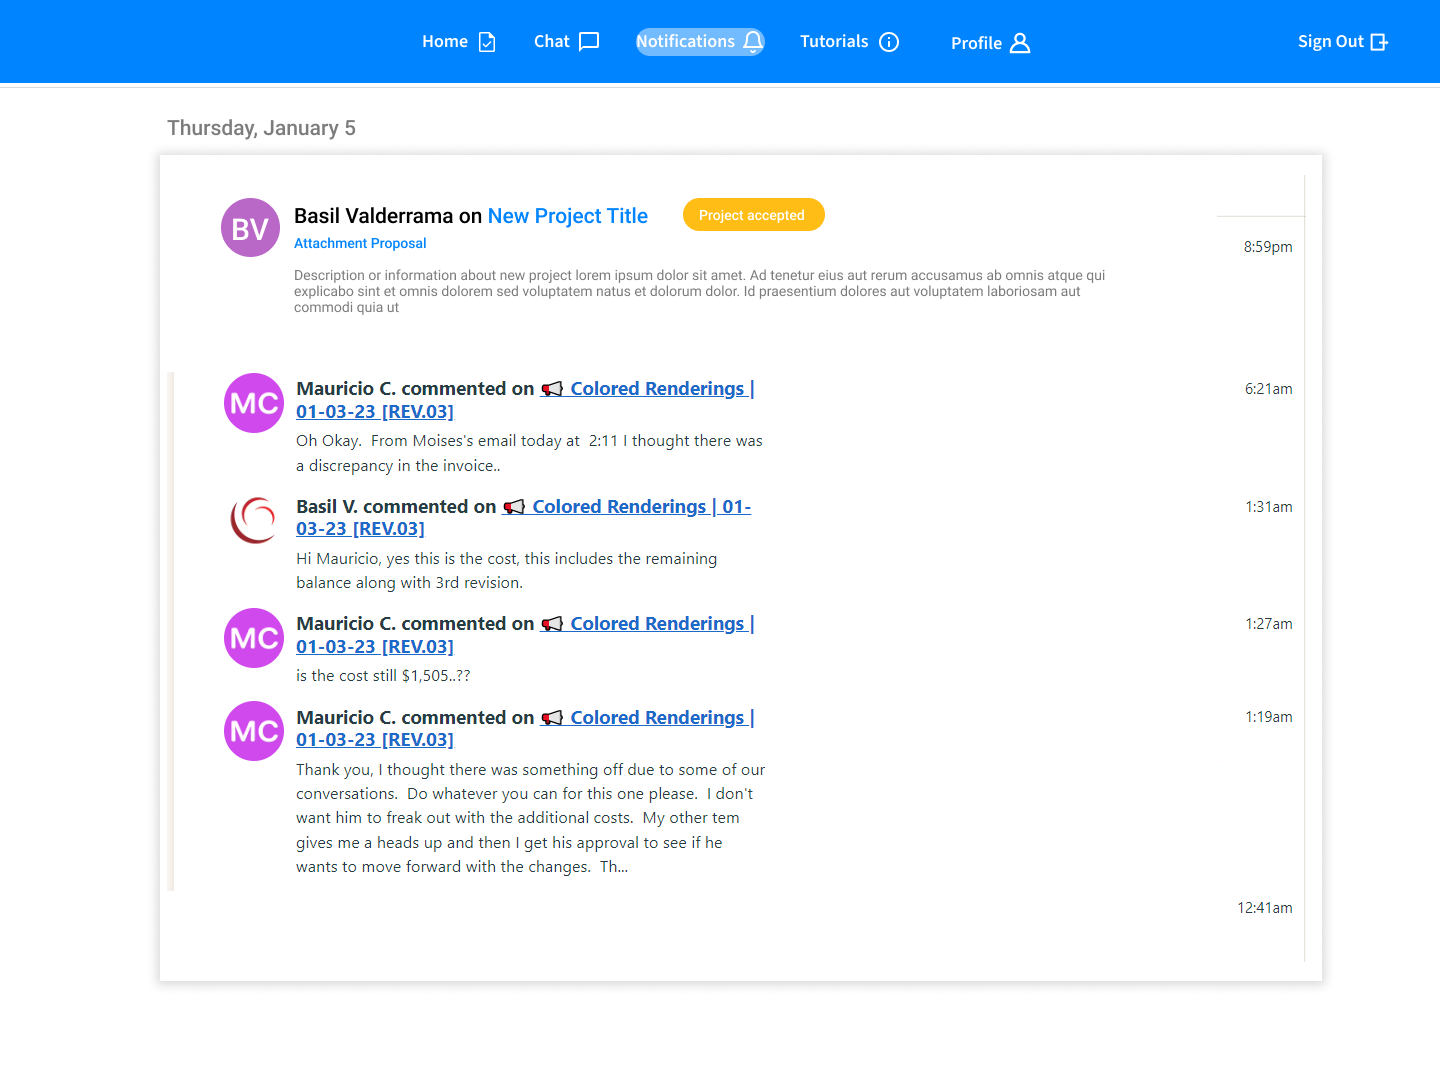 Home
Chat
Notifications
Tutorials
Profile
Sign Out
Thursday, January 5
BV
Basil Valderrama on New Project Title
Project accepted
Attachment Proposal
8:59pm
Description or information about new project lorem ipsum dolor sit amet. Ad tenetur eius aut rerum accusamus ab omnis atque qui
explicabo sint et omnis dolorem sed voluptatem natus et dolorum dolor. Id praesentium dolores aut voluptatem laboriosam aut
commodi quia ut
MC
Mauricio C. commented on 📢 Colored Renderings |
01-03-23 [REV.03]
6:21am
Oh Okay.  From Moises's email today at  2:11 I thought there was
a discrepancy in the invoice..
Basil V. commented on 📢 Colored Renderings | 01-
03-23 [REV.03]
1:31am
Hi Mauricio, yes this is the cost, this includes the remaining
balance along with 3rd revision.
MC
Mauricio C. commented on 📢 Colored Renderings |
01-03-23 [REV.03]
1:27am
is the cost still $1,505..??
MC
Mauricio C. commented on 📢 Colored Renderings |
01-03-23 [REV.03]
1:19am
Thank you, I thought there was something off due to some of our
conversations.  Do whatever you can for this one please.  I don't
want him to freak out with the additional costs.  My other tem
gives me a heads up and then I get his approval to see if he
wants to move forward with the changes.  Th...
12:41am